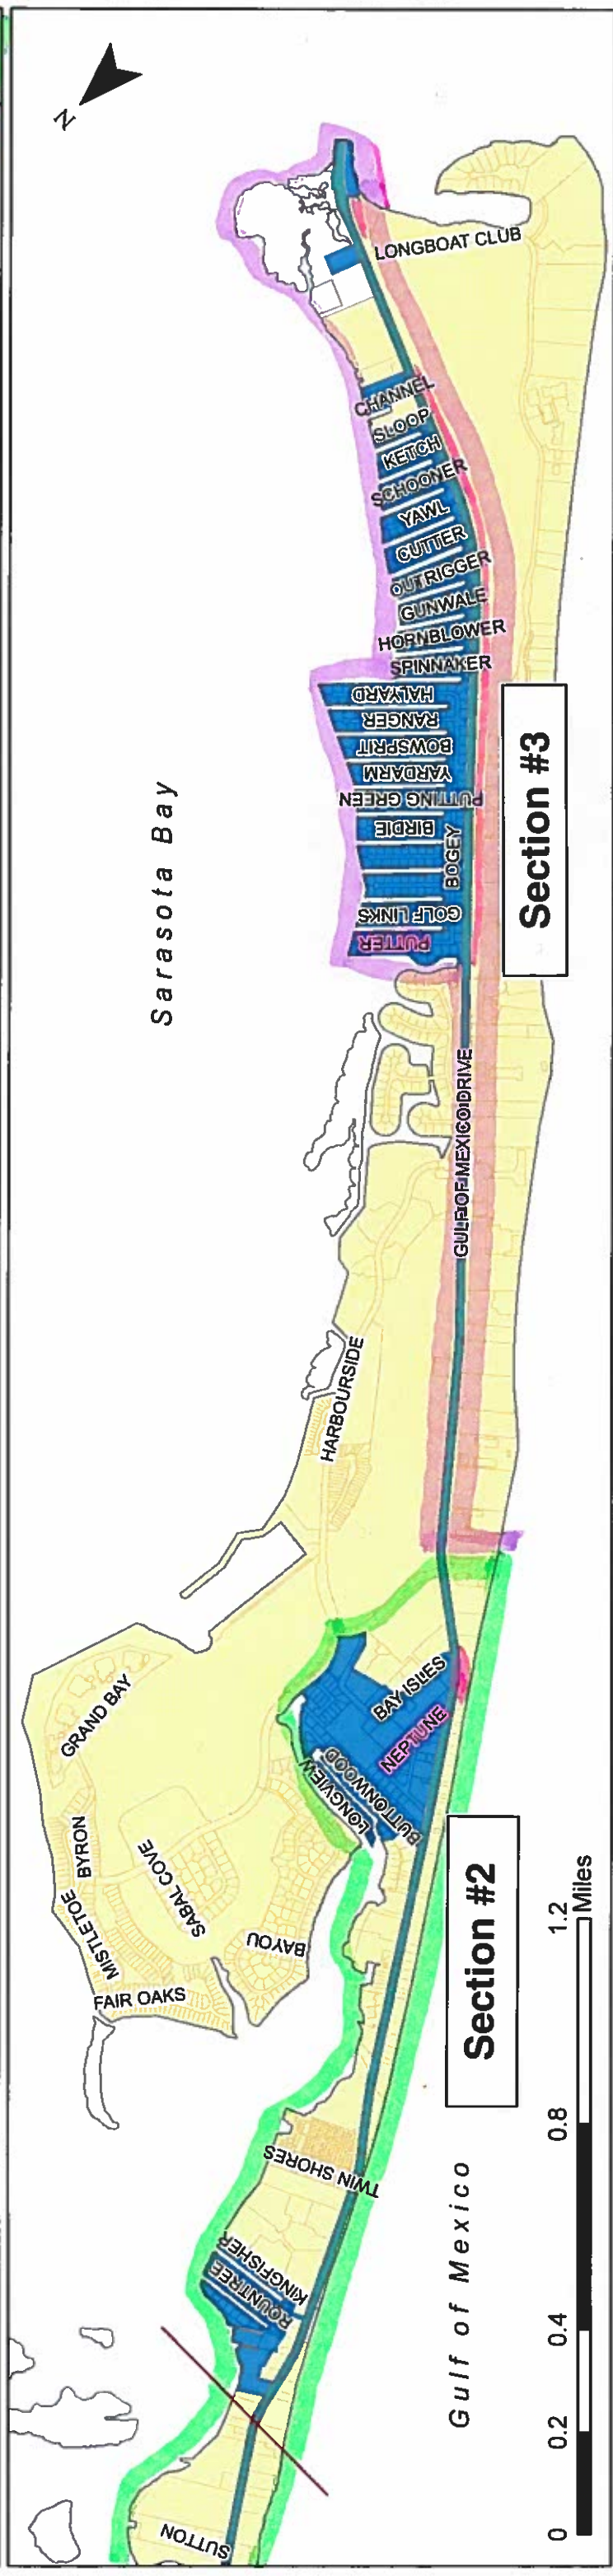 N
LONGBOAT CLUB
CHANNEL
SLOOP
KETCH
SCHOONER
YAWL
CUTTER
OUTRIGGER
GUNWALE
HORNBLOWER
SPINNAKER
HALYARD
RANGER
BOWSPRIT
YARDARM
PUTTING GREEN
BIRDIE
BOGEY
GOLF LINKS
PUTTER
Sarasota Bay
Section #3
GULF OF MEXICO DRIVE
HARBOURSIDE
GRAND BAY
BAY ISLES
NEPTUNE
BUTTONWOOD
LONGVIEW
BYRON
MISTLETOE
SABAL COVE
BAYOU
FAIR OAKS
Section #2
TWIN SHORES
KINGFISHER
ROUNTREE
SUTTON
Gulf of Mexico
0 0.2 0.4 0.8 1.2
Miles